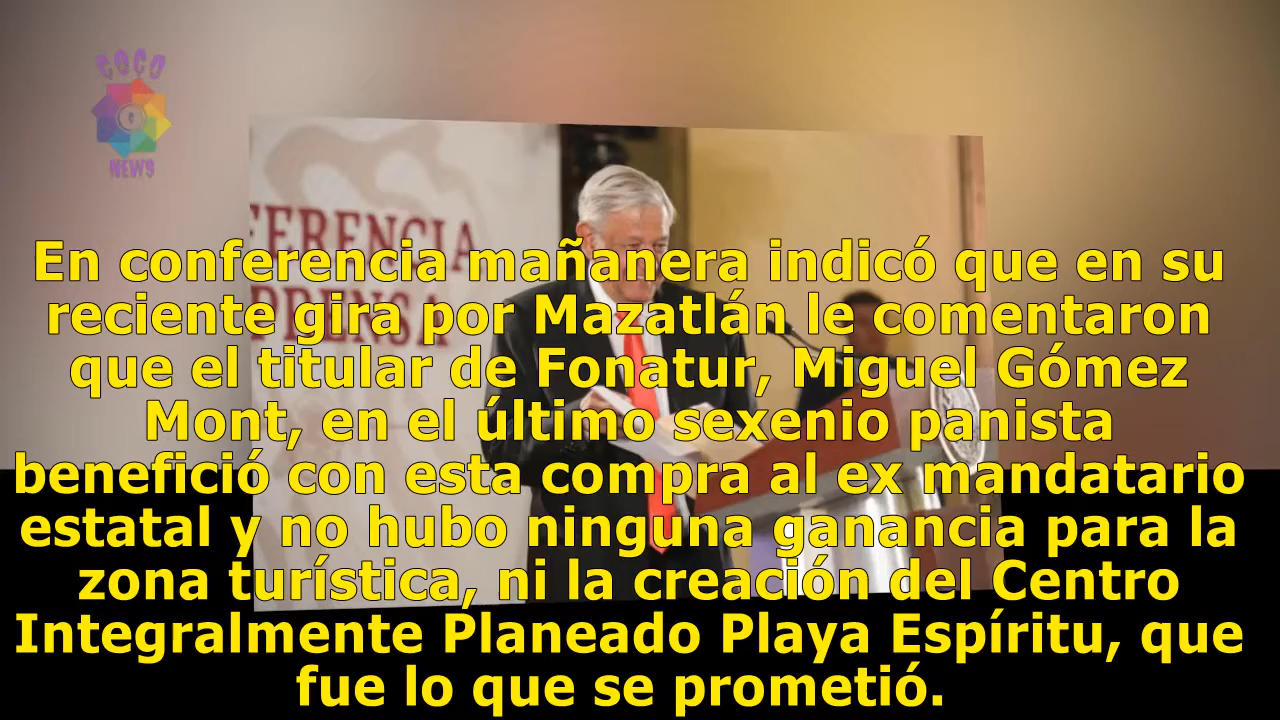 COCO
NEWS
FERENCIA
PRENSA
En conferencia mañanera indicó que en su
reciente gira por Mazatlán le comentaron
que el titular de Fonatur, Miguel Gómez
Mont, en el último sexenio panista
benefició con esta compra al ex mandatario
estatal y no hubo ninguna ganancia para la
zona turística, ni la creación del Centro
Integralmente Planeado Playa Espíritu, que
fue lo que se prometió.